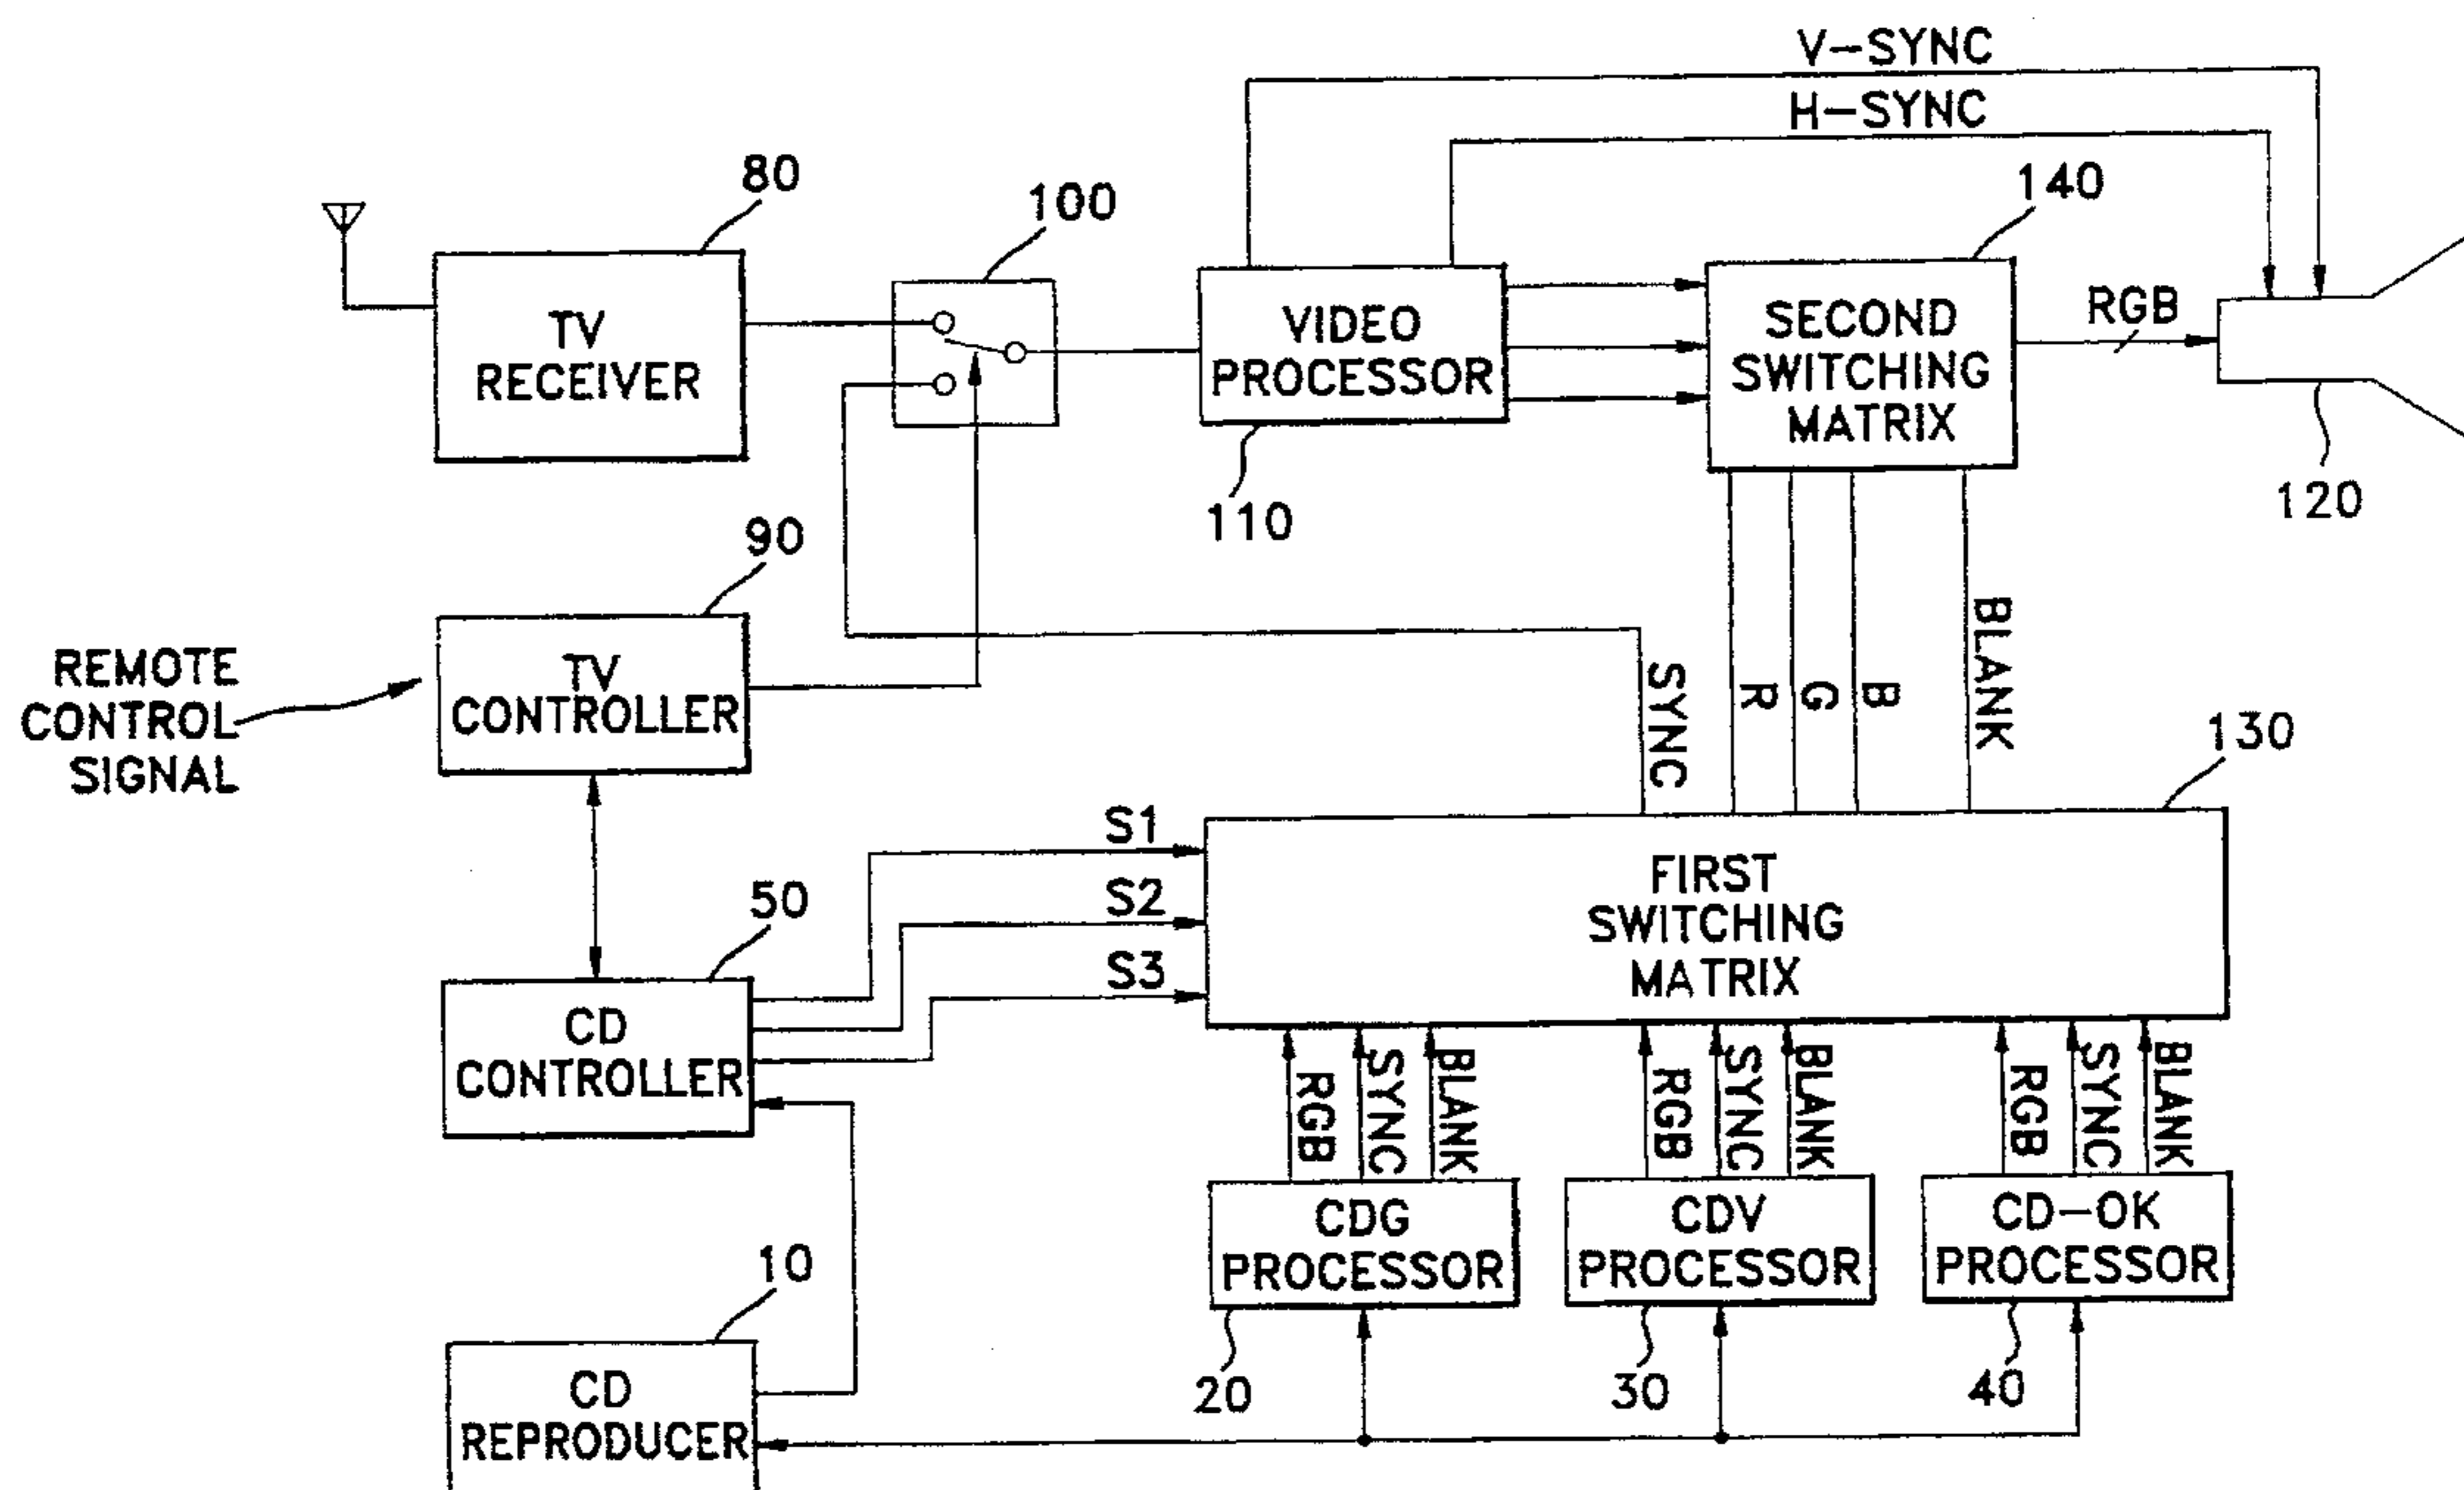 V-SYNC
H-SYNC
80
100
140
TV
RECEIVER
VIDEO
PROCESSOR
SECOND
SWITCHING
MATRIX
RGB
110
120
90
REMOTE
CONTROL
SIGNAL
TV
CONTROLLER
SYNC
R
G
B
BLANK
130
S1
S2
S3
50
CD
CONTROLLER
FIRST
SWITCHING
MATRIX
RGB
SYNC
BLANK
RGB
SYNC
BLANK
RGB
SYNC
BLANK
CDG
PROCESSOR
CDV
PROCESSOR
CD-OK
PROCESSOR
10
20
30
40
CD
REPRODUCER